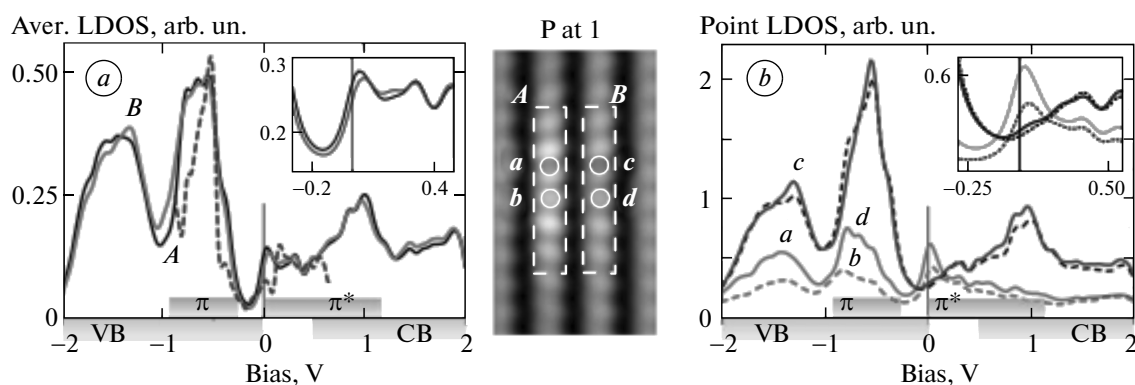 Aver. LDOS, arb. un.
a
B
A
0.50
0.25
0
0.3
0.2
−0.2
0.4
π
π*
VB
CB
−2
−1
0
1
2
Bias, V
P at 1
A
B
a
c
b
d
Point LDOS, arb. un.
b
2
1
0
0.6
−0.25
0.50
c
a
d
b
π
π*
VB
CB
−2
−1
0
1
2
Bias, V